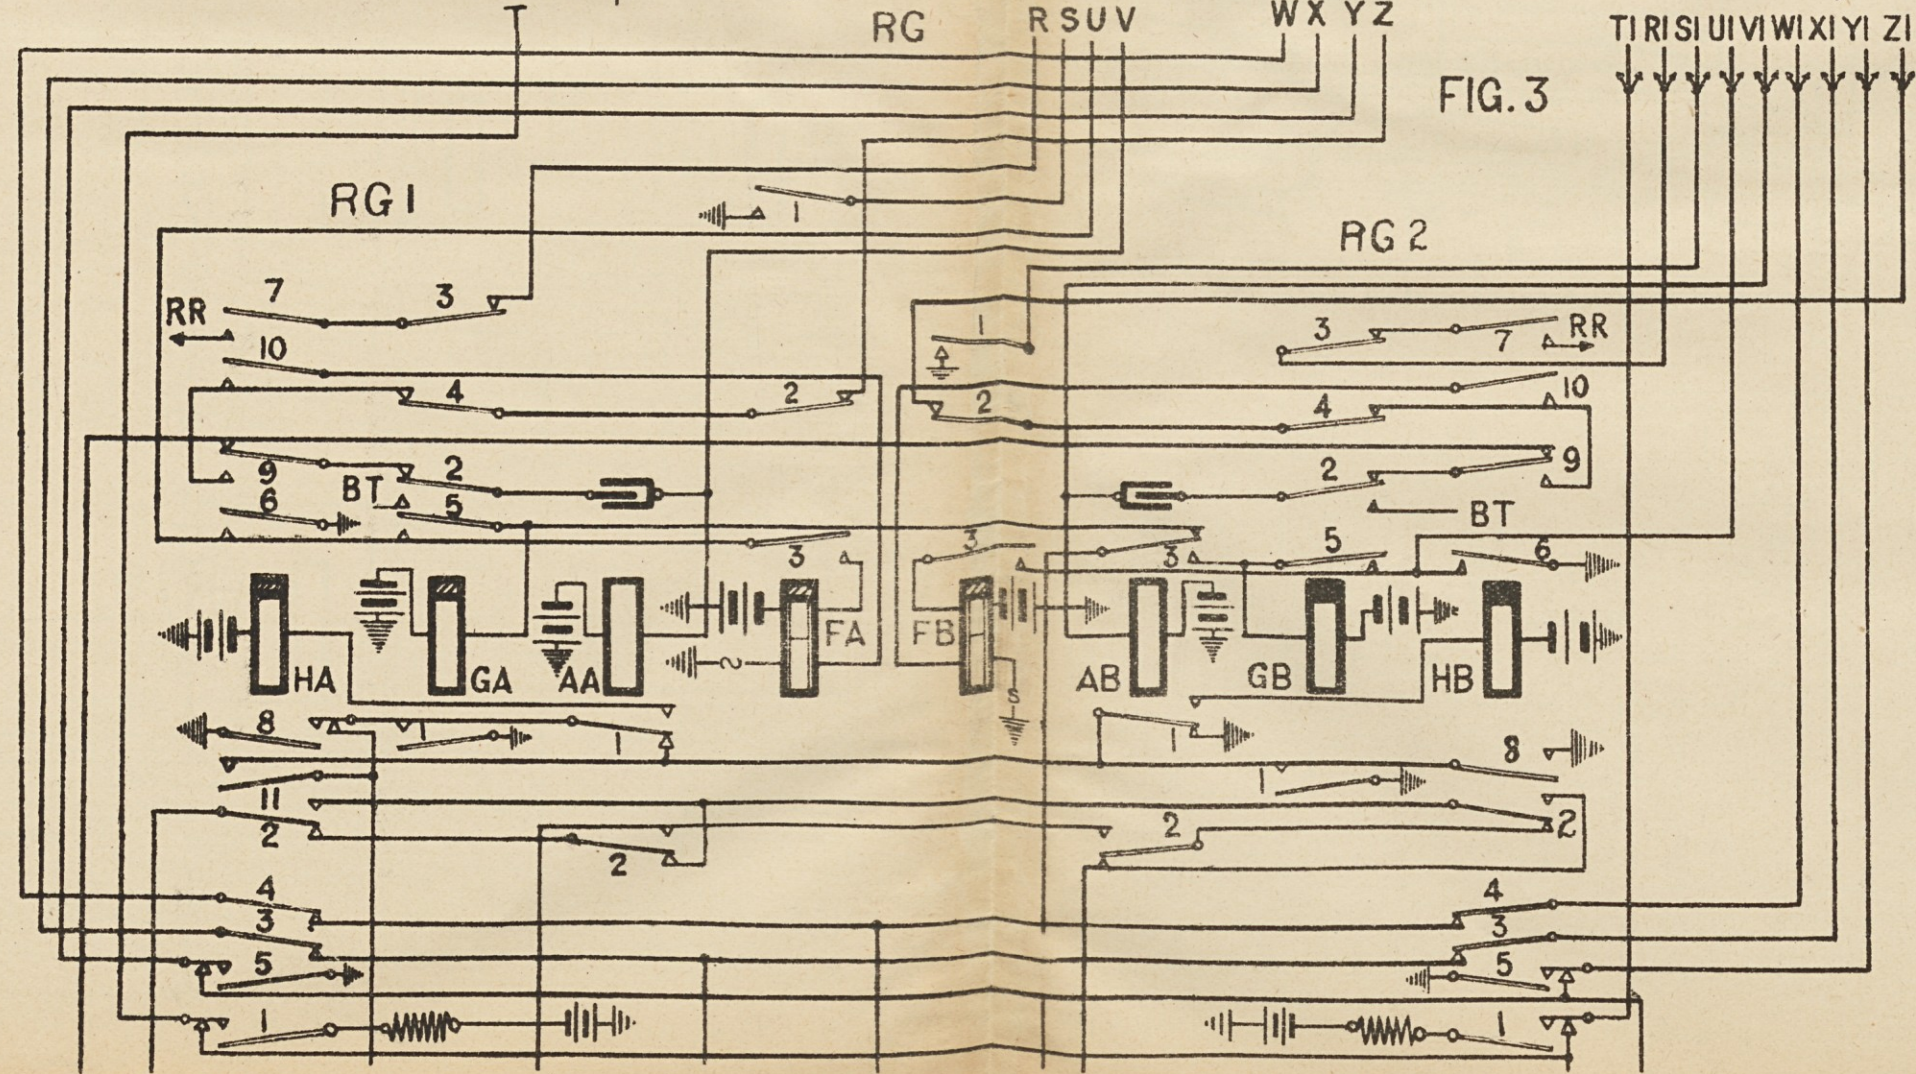 T RG R S U V W X Y Z T1 R1 S1 U1 V1 W1 X1 Y1 Z1
FIG. 3
RG 1 1
RG 2
7 3 1 3 7 RR
RR
10 4 2 2 4 10
9 2 2 9
BT BT
6 5 3 3 3 5 6
HA GA AA FA FB AB GB HB
S
8 1 1 1 1 8
11
2 2 2 2
4 4
3 3
5 5
1 1